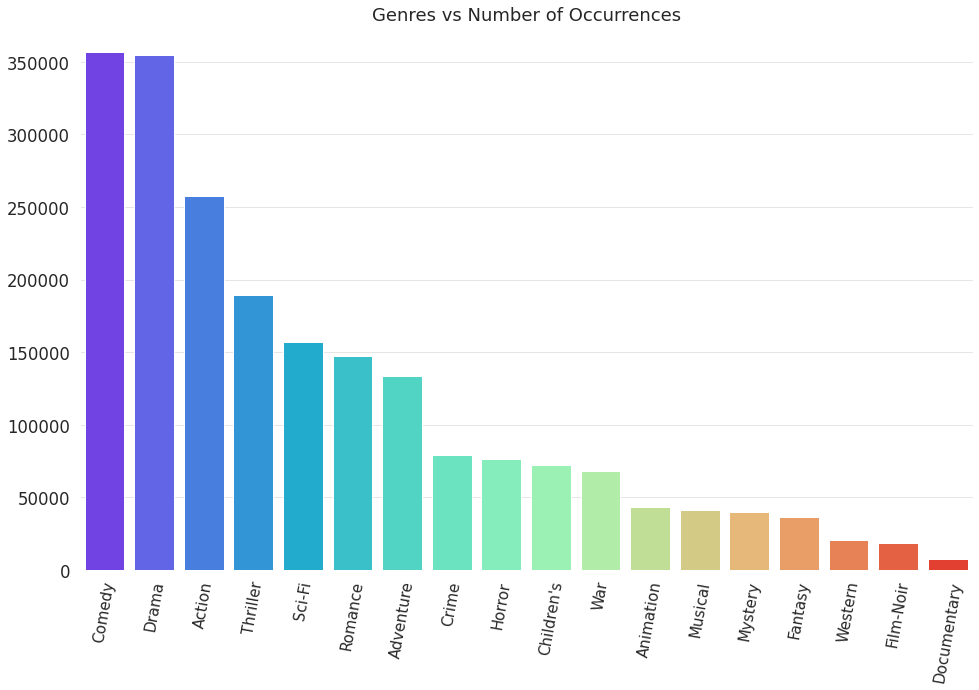 Genres vs Number of Occurrences
350000
300000
250000
200000
150000
100000
50000
0
Comedy
Drama
Action
Thriller
Sci-Fi
Romance
Adventure
Crime
Horror
Children's
War
Animation
Musical
Mystery
Fantasy
Western
Film-Noir
Documentary